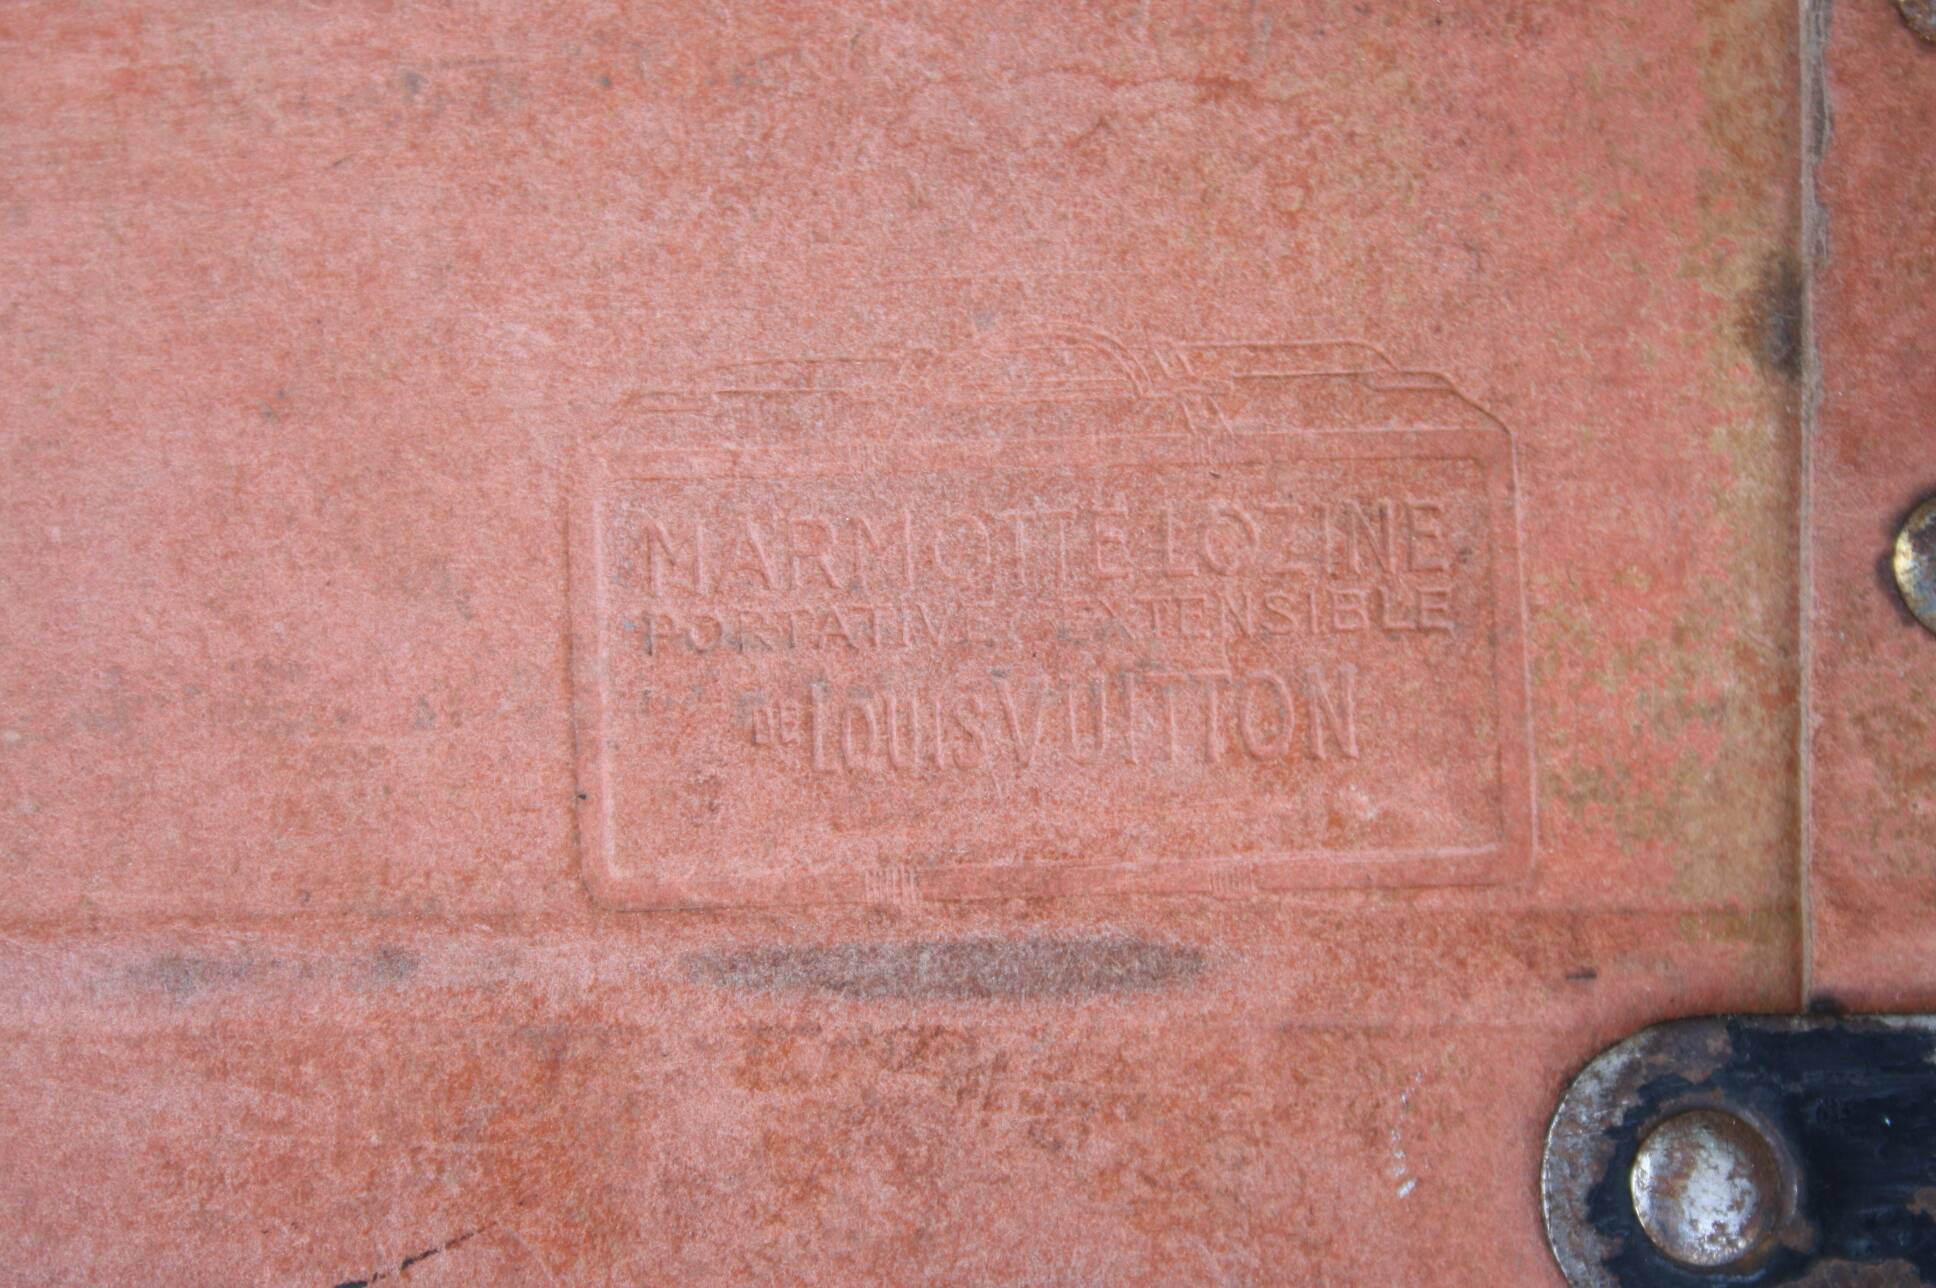 MARMOTTE LOZINE
PORTATIVE, EXTENSIBLE
DE LOUIS VUITTON